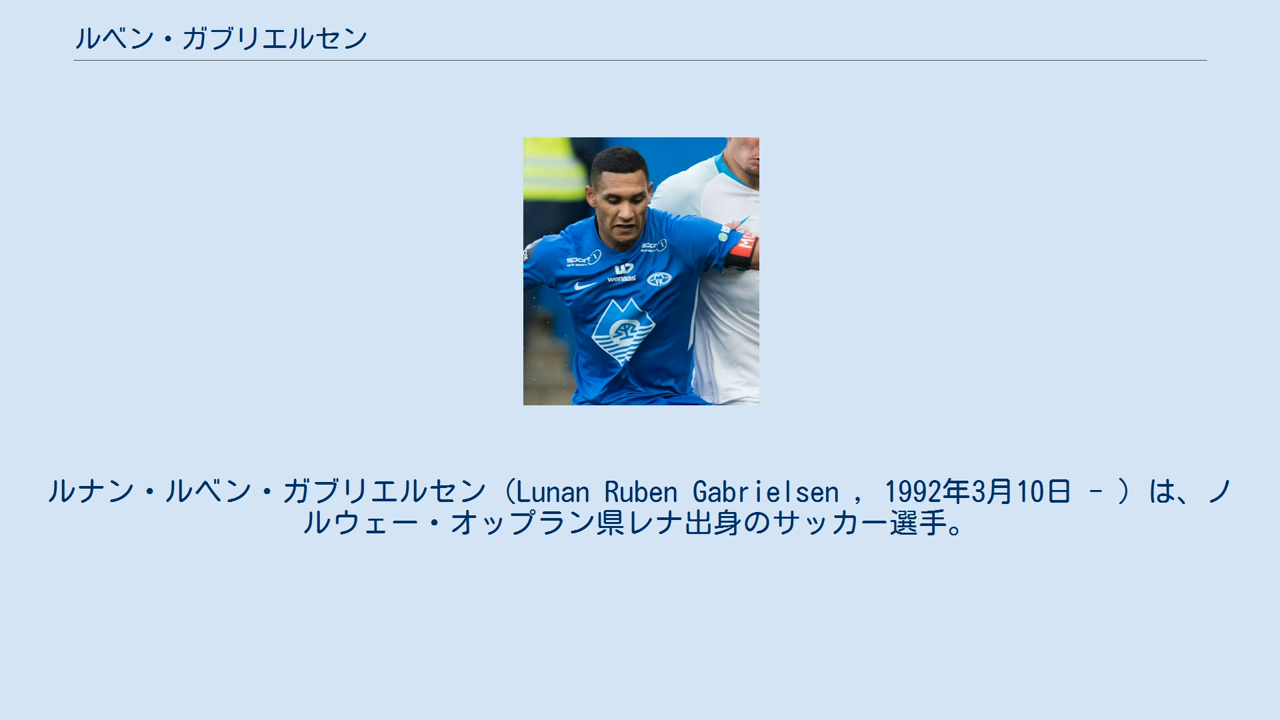 ルベン・ガブリエルセン
sport1
U7
wenaas
ルナン・ルベン・ガブリエルセン（Lunan Ruben Gabrielsen , 1992年3月10日 - ）は、ノ
ルウェー・オップラン県レナ出身のサッカー選手。